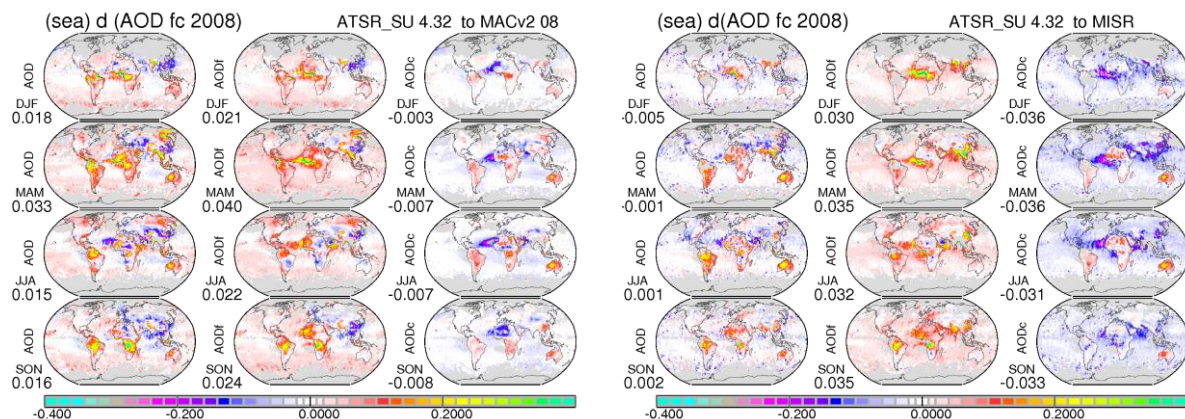 (sea) d (AOD fc 2008) ATSR_SU 4.32 to MACv2 08
AOD AODf AODc
DJF DJF DJF
0.018 0.021 -0.003
AOD AODf AODc
MAM MAM MAM
0.033 0.040 -0.007
AOD AODf AODc
JJA JJA JJA
0.015 0.022 -0.007
AOD AODf AODc
SON SON SON
0.016 0.024 -0.008
-0.400 -0.200 0.0000 0.2000
(sea) d(AOD fc 2008) ATSR_SU 4.32 to MISR
AOD AODf AODc
DJF DJF DJF
-0.005 0.030 -0.036
AOD AODf AODc
MAM MAM MAM
-0.001 0.035 -0.036
AOD AODf AODc
JJA JJA JJA
0.001 0.032 -0.031
AOD AODf AODc
SON SON SON
0.002 0.035 -0.033
-0.400 -0.200 0.0000 0.2000